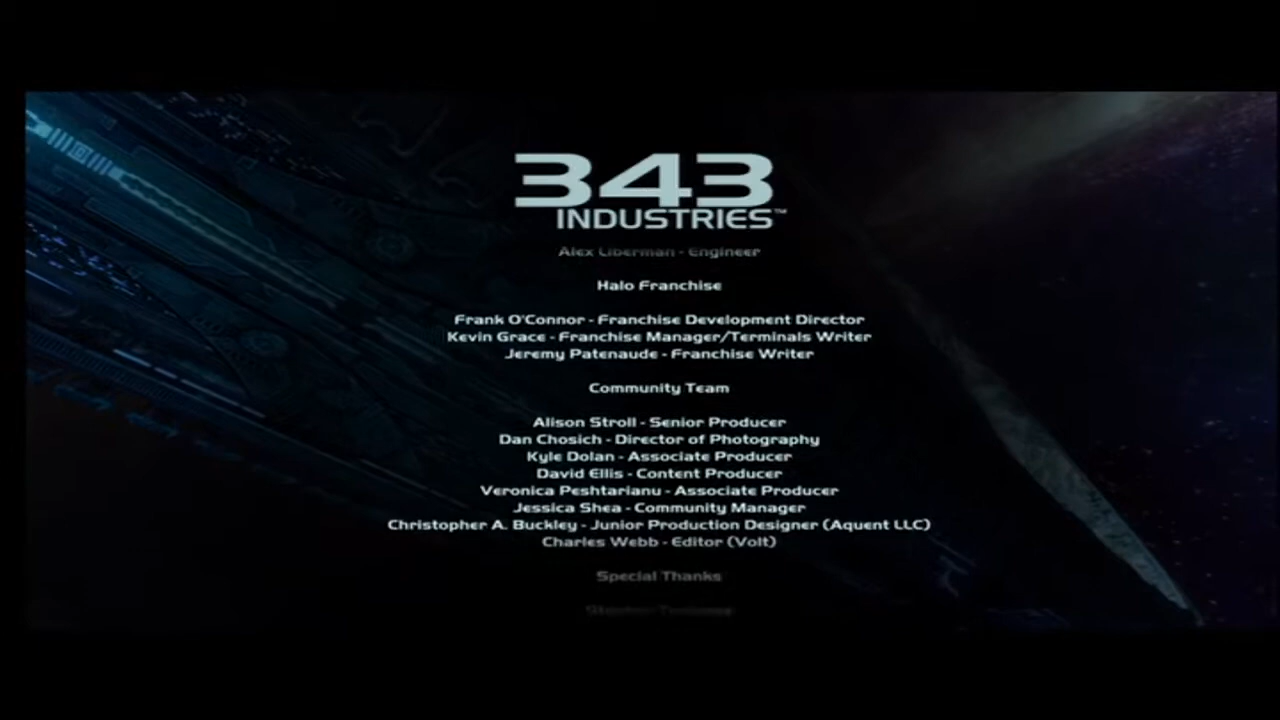 343
INDUSTRIES™
Alex Liberman - Engineer
Halo Franchise
Frank O'Connor - Franchise Development Director
Kevin Grace - Franchise Manager/Terminals Writer
Jeremy Patenaude - Franchise Writer
Community Team
Alison Stroll - Senior Producer
Dan Chosich - Director of Photography
Kyle Dolan - Associate Producer
David Ellis - Content Producer
Veronica Peshtarianu - Associate Producer
Jessica Shea - Community Manager
Christopher A. Buckley - Junior Production Designer (Aquent LLC)
Charles Webb - Editor (Volt)
Special Thanks